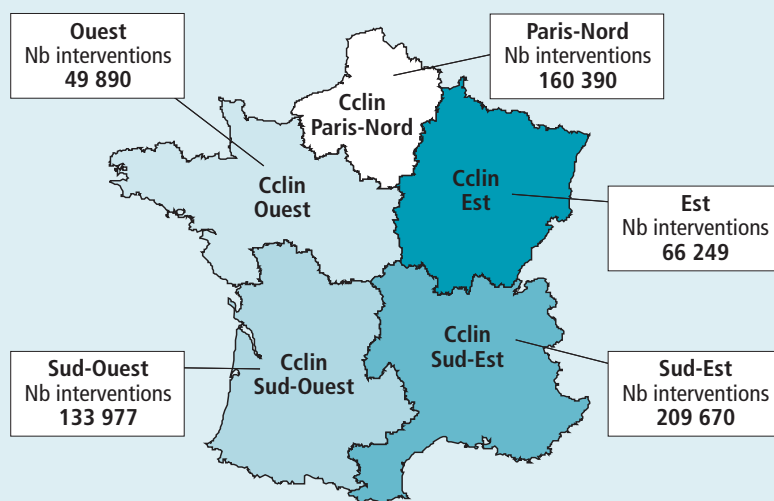 Ouest
Nb interventions
49 890
Paris-Nord
Nb interventions
160 390
Cclin
Paris-Nord
Cclin
Ouest
Cclin
Est
Est
Nb interventions
66 249
Sud-Ouest
Nb interventions
133 977
Cclin
Sud-Ouest
Cclin
Sud-Est
Sud-Est
Nb interventions
209 670